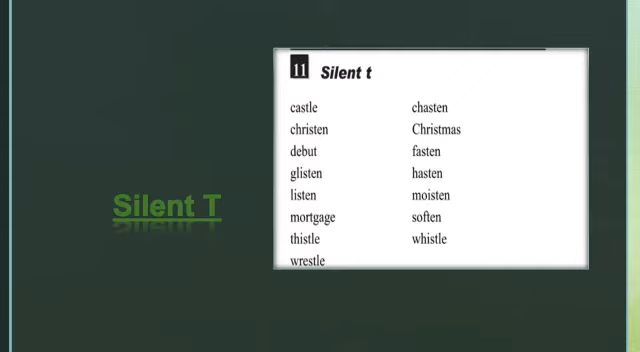 Silent T
11 Silent t
castle chasten
christen Christmas
debut fasten
glisten hasten
listen moisten
mortgage soften
thistle whistle
wrestle